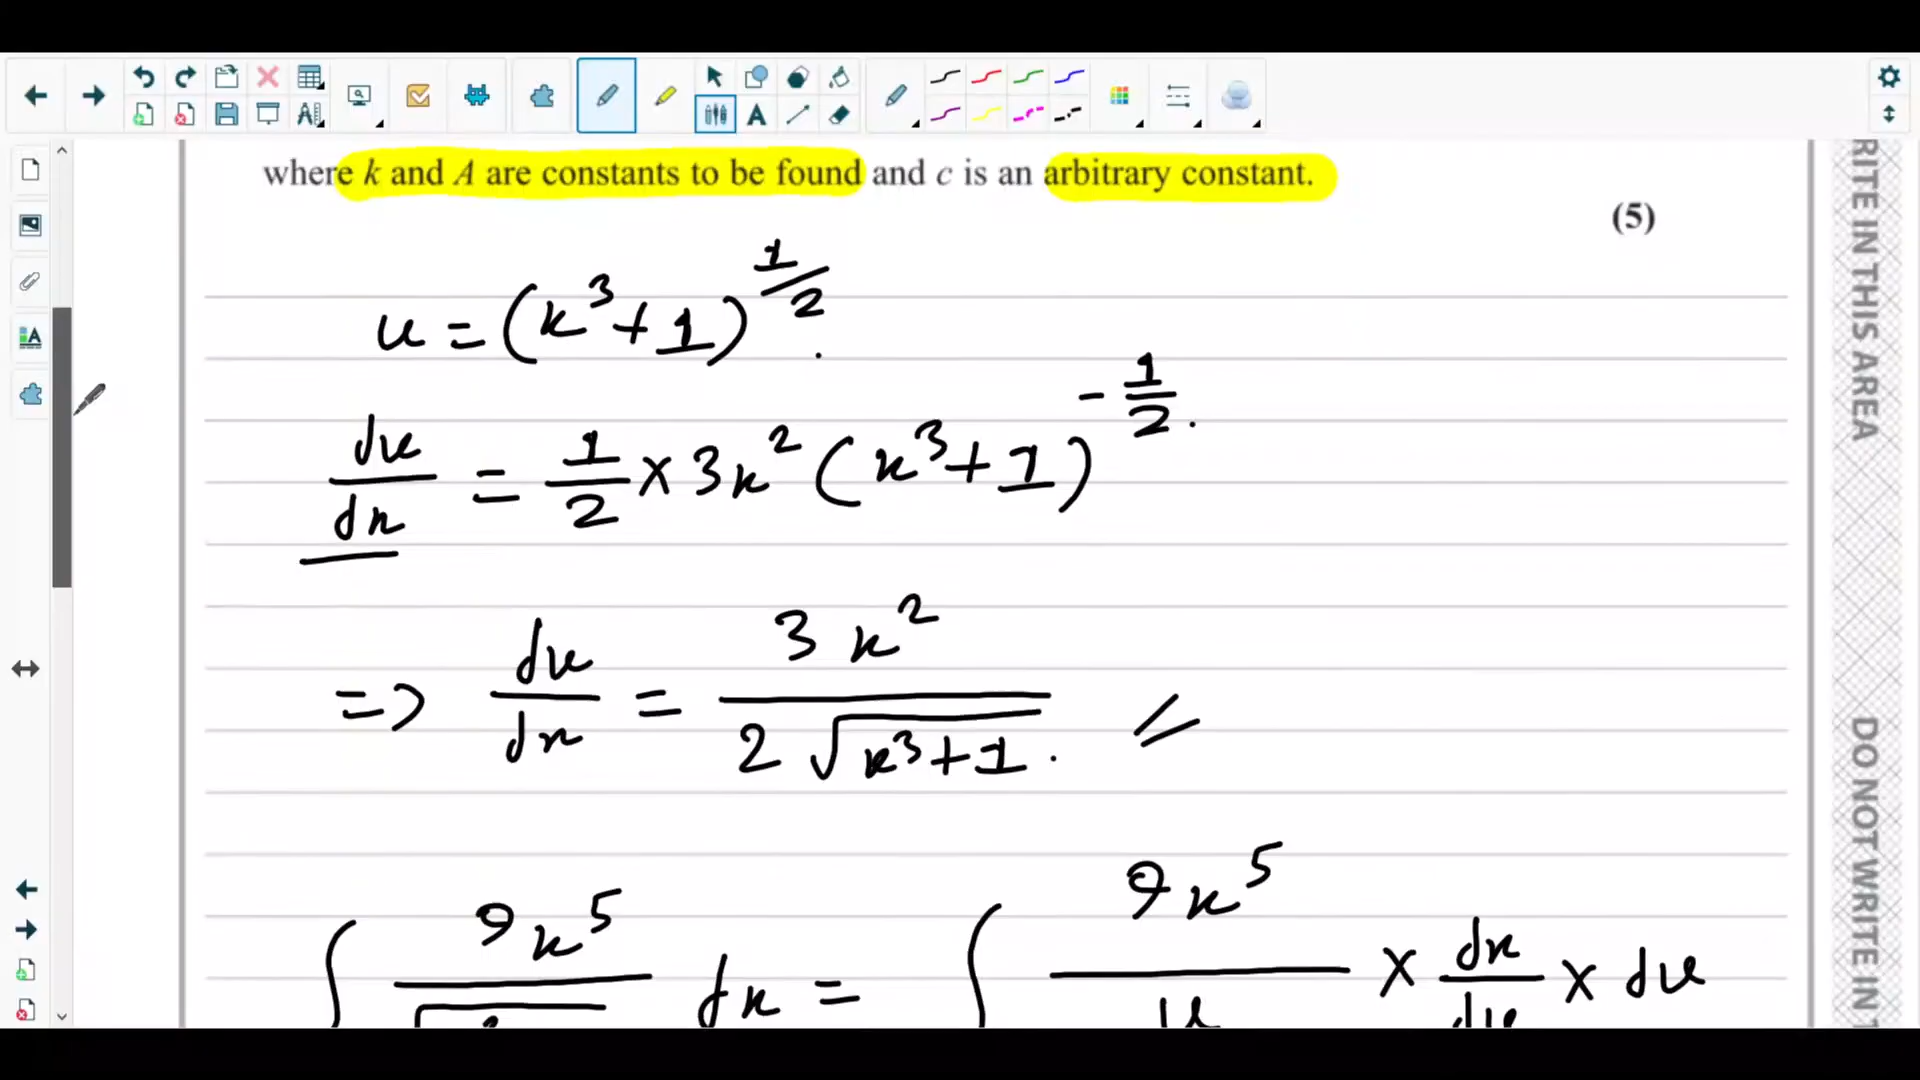 where k and A are constants to be found and c is an arbitrary constant.
(5)
u = (x³ + 1)^(1/2)
du/dx = 1/2 × 3x² (x³ + 1)^(-1/2).
=> du/dx = 3x² / (2√(x³ + 1)).
∫ 9x⁵ / √ dx = ∫ 9x⁵ / u × dx/du × du
RITE IN THIS AREA
DO NOT WRITE IN